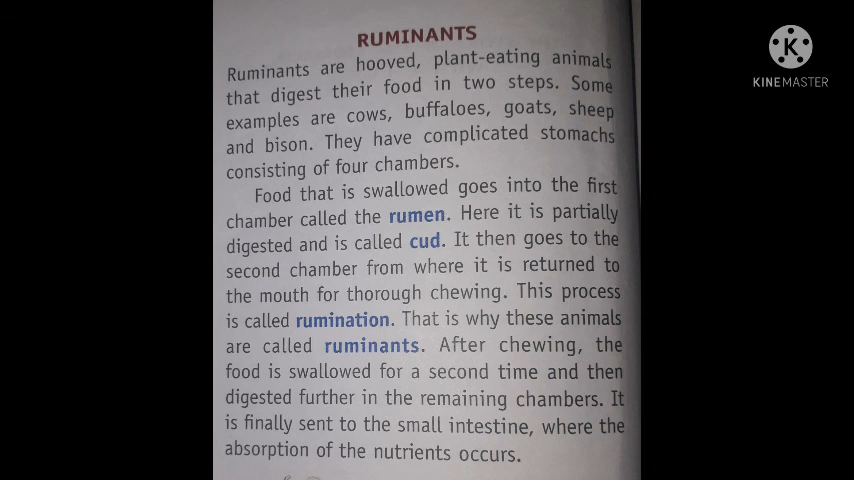 RUMINANTS
Ruminants are hooved, plant-eating animals
that digest their food in two steps. Some
examples are cows, buffaloes, goats, sheep
and bison. They have complicated stomachs
consisting of four chambers.
Food that is swallowed goes into the first
chamber called the rumen. Here it is partially
digested and is called cud. It then goes to the
second chamber from where it is returned to
the mouth for thorough chewing. This process
is called rumination. That is why these animals
are called ruminants. After chewing, the
food is swallowed for a second time and then
digested further in the remaining chambers. It
is finally sent to the small intestine, where the
absorption of the nutrients occurs.
K
KINEMASTER